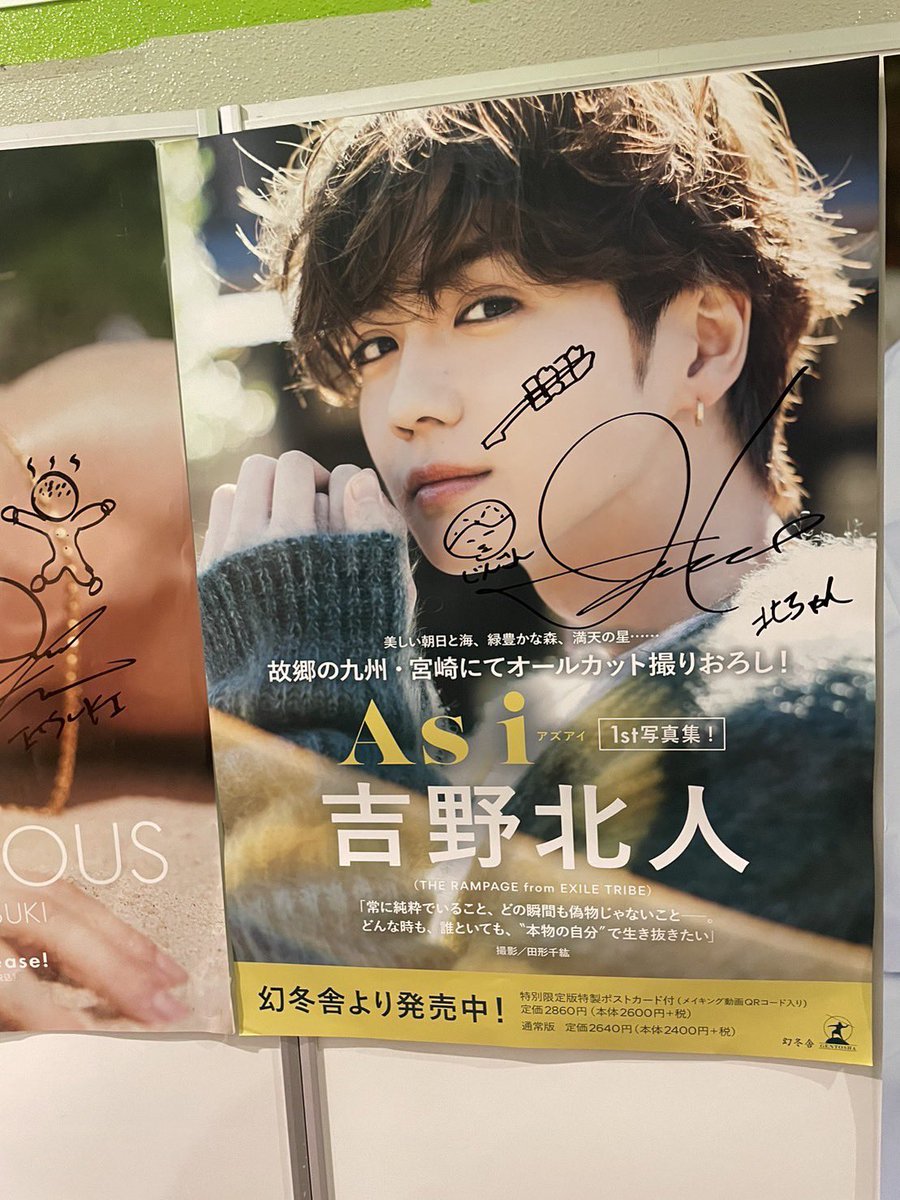 ITSUKI
OUS
SUKI
ease!
北ちゃん
美しい朝日と海、緑豊かな森、満天の星……
故郷の九州・宮崎にてオールカット撮りおろし！
As i
アズアイ
1st写真集！
吉野北人
(THE RAMPAGE from EXILE TRIBE)
「常に純粋でいること、どの瞬間も偽物じゃないこと——。
どんな時も、誰といても、“本物の自分”で生き抜きたい」
撮影／田形千紘
幻冬舎より発売中！
特別限定版特製ポストカード付（メイキング動画QRコード入り）
定価2860円（本体2600円+税）
通常版　定価2640円（本体2400円+税）
幻冬舎
GENTOSHA